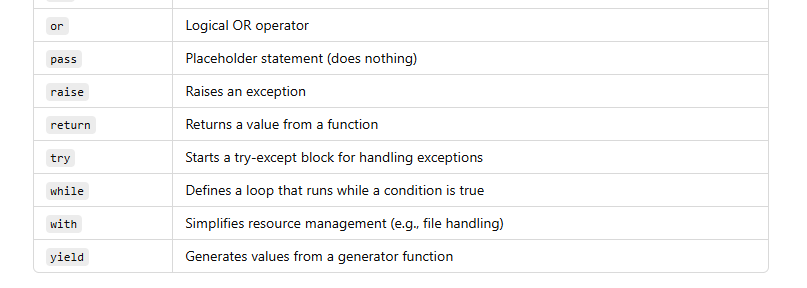 or Logical OR operator
pass Placeholder statement (does nothing)
raise Raises an exception
return Returns a value from a function
try Starts a try-except block for handling exceptions
while Defines a loop that runs while a condition is true
with Simplifies resource management (e.g., file handling)
yield Generates values from a generator function